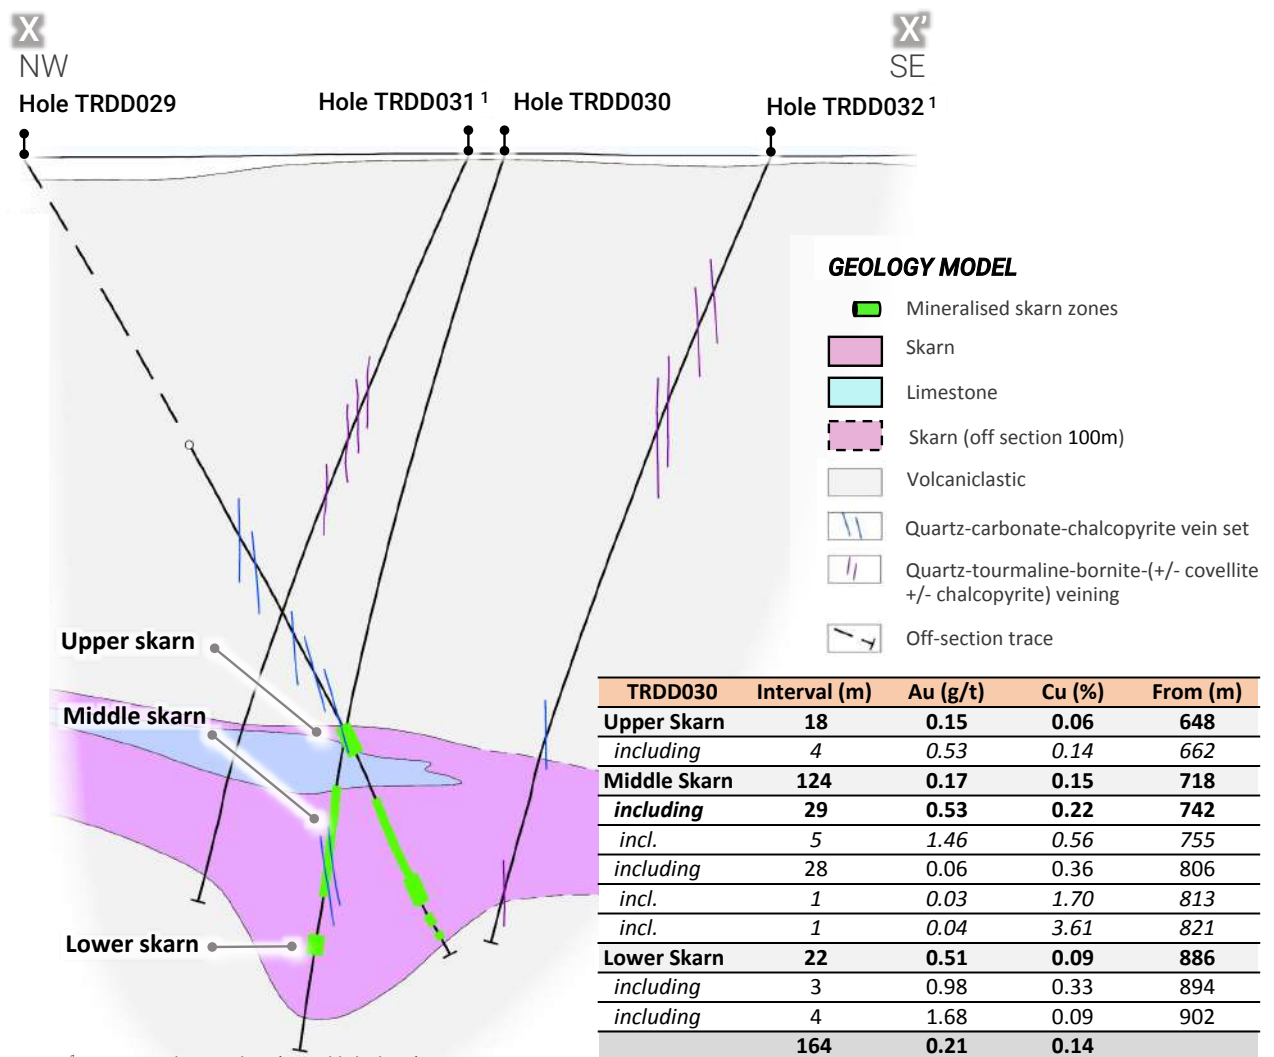 X X'
NW SE
Hole TRDD029 Hole TRDD031 ¹ Hole TRDD030 Hole TRDD032 ¹
GEOLOGY MODEL
Mineralised skarn zones
Skarn
Limestone
Skarn (off section 100m)
Volcaniclastic
Quartz-carbonate-chalcopyrite vein set
Quartz-tourmaline-bornite-(+/- covellite
+/- chalcopyrite) veining
Off-section trace
Upper skarn
Middle skarn
Lower skarn
TRDD030 Interval (m) Au (g/t) Cu (%) From (m)
Upper Skarn 18 0.15 0.06 648
including 4 0.53 0.14 662
Middle Skarn 124 0.17 0.15 718
including 29 0.53 0.22 742
incl. 5 1.46 0.56 755
including 28 0.06 0.36 806
incl. 1 0.03 1.70 813
incl. 1 0.04 3.61 821
Lower Skarn 22 0.51 0.09 886
including 3 0.98 0.33 894
including 4 1.68 0.09 902
164 0.21 0.14